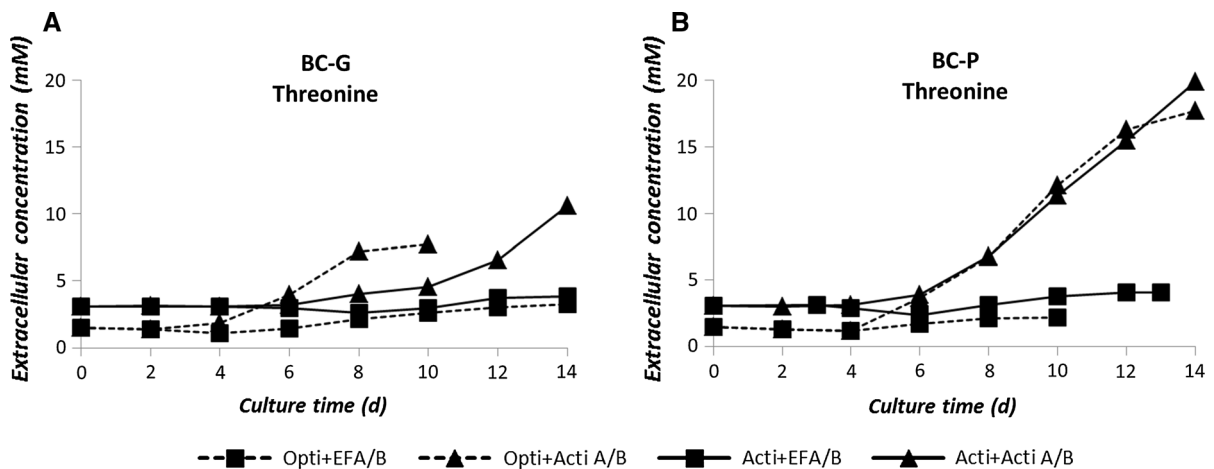 A
BC-G
Threonine
Extracellular concentration (mM)
20
15
10
5
0
0 2 4 6 8 10 12 14
Culture time (d)
B
BC-P
Threonine
Extracellular concentration (mM)
20
15
10
5
0
0 2 4 6 8 10 12 14
Culture time (d)
Opti+EFA/B Opti+Acti A/B Acti+EFA/B Acti+Acti A/B